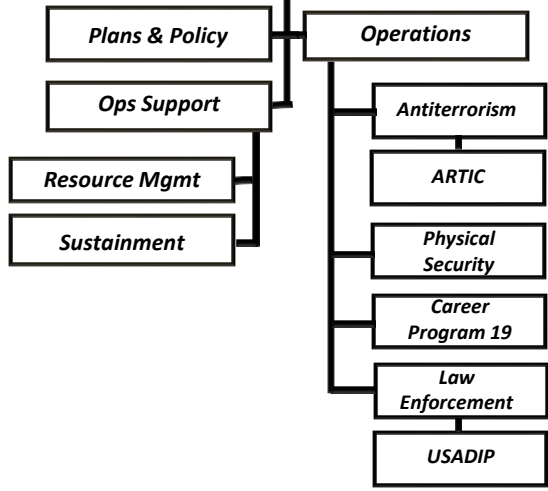 Plans & Policy
Operations
Ops Support
Antiterrorism
ARTIC
Resource Mgmt
Sustainment
Physical
Security
Career
Program 19
Law
Enforcement
USADIP